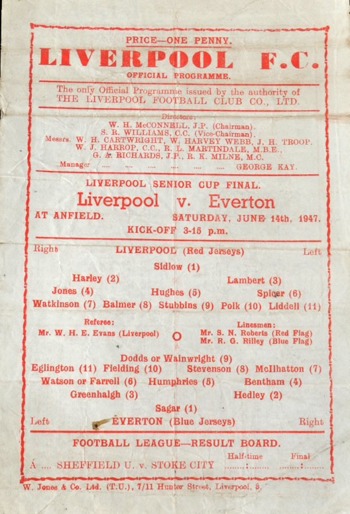 PRICE—ONE PENNY.
LIVERPOOL F.C.
OFFICIAL PROGRAMME.
The only Official Programme issued by the authority of
THE LIVERPOOL FOOTBALL CLUB CO., LTD.
Directors:
W. H. McCONNELL, J.P. (Chairman).
S. R. WILLIAMS, C.C. (Vice-Chairman).
Messrs. W. H. CARTWRIGHT, W. HARVEY WEBB, J. H. TROOP,
W. J. HARROP, C.C., R. L. MARTINDALE, M.B.E.,
G. A. RICHARDS, J.P., R. K. MILNE, M.C.
Manager — — — — — GEORGE KAY.
LIVERPOOL SENIOR CUP FINAL.
Liverpool v. Everton
AT ANFIELD. SATURDAY, JUNE 14th, 1947.
KICK-OFF 3-15 p.m.
Right LIVERPOOL (Red Jerseys) Left
Sidlow (1)
Harley (2) Lambert (3)
Jones (4) Hughes (5) Spicer (6)
Watkinson (7) Balmer (8) Stubbins (9) Polk (10) Liddell (11)
Referee: Linesmen:
Mr. W. H. E. Evans (Liverpool) O Mr. S. N. Roberts (Red Flag)
Mr. R. G. Rilley (Blue Flag)
Dodds or Wainwright (9)
Eglington (11) Fielding (10) Stevenson (8) McIlhatton (7)
Watson or Farrell (6) Humphries (5) Bentham (4)
Greenhalgh (3) Hedley (2)
Sagar (1)
Left EVERTON (Blue Jerseys) Right
FOOTBALL LEAGUE—RESULT BOARD.
Half-time Final
A .... SHEFFIELD U. v. STOKE CITY ........:........ ........:........
W. Jones & Co. Ltd. (T.U.), 7/11 Hunter Street, Liverpool, 3.